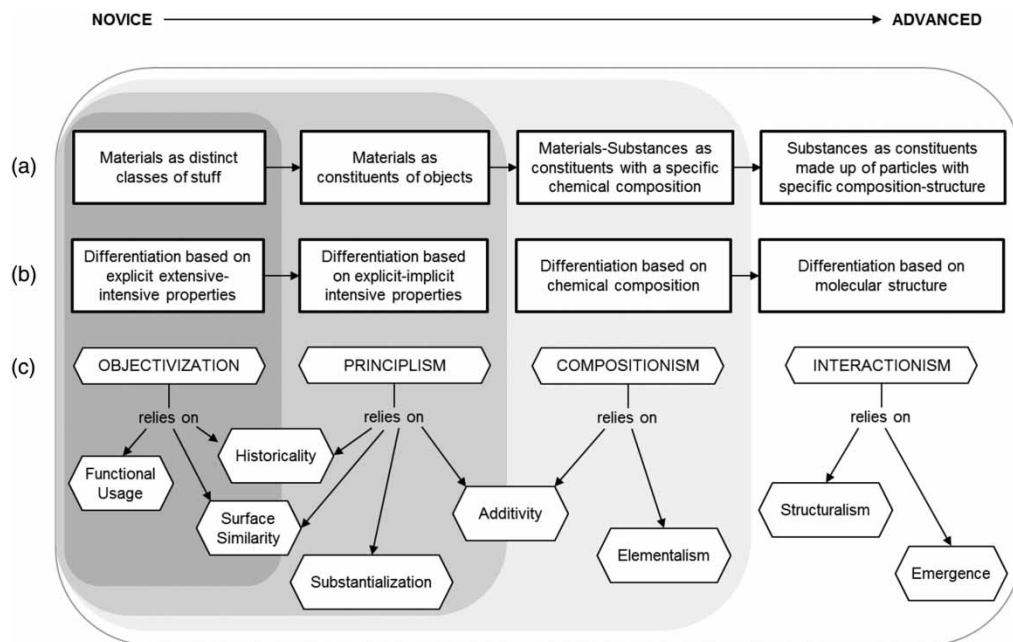 NOVICE
ADVANCED
(a)
Materials as distinct
classes of stuff
Materials as
constituents of objects
Materials-Substances as
constituents with a specific
chemical composition
Substances as constituents
made up of particles with
specific composition-structure
(b)
Differentiation based on
explicit extensive-
intensive properties
Differentiation based
on explicit-implicit
intensive properties
Differentiation based on
chemical composition
Differentiation based on
molecular structure
(c)
OBJECTIVIZATION
PRINCIPLISM
COMPOSITIONISM
INTERACTIONISM
relies on
relies on
relies on
relies on
Functional
Usage
Historicality
Surface
Similarity
Substantialization
Additivity
Elementalism
Structuralism
Emergence